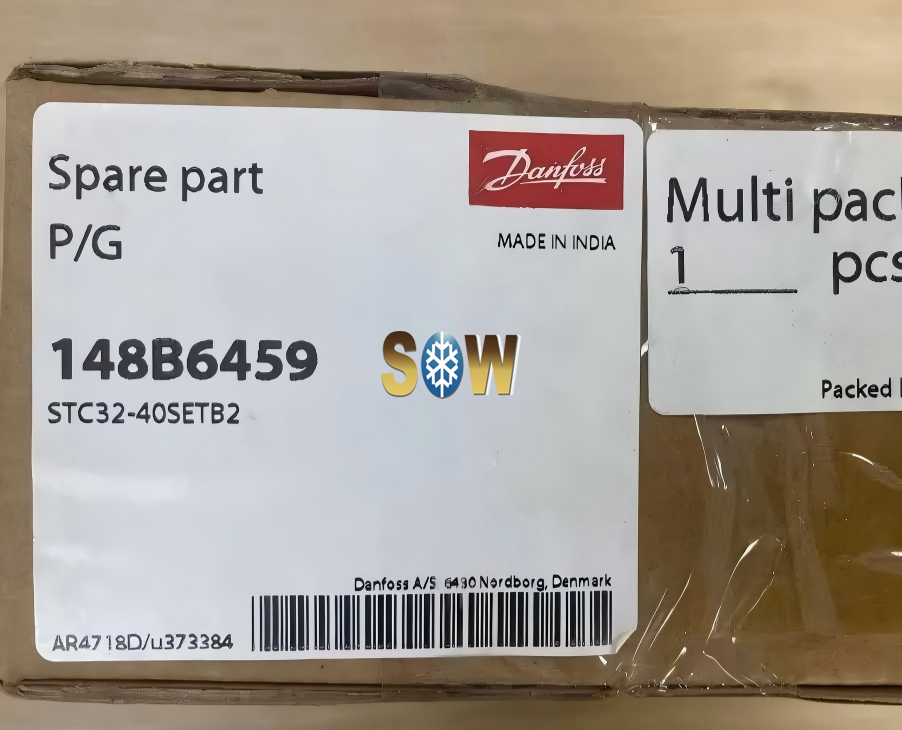 Spare part
P/G
Danfoss
MADE IN INDIA
148B6459
STC32-40SETB2
SOW
Danfoss A/S, 6430 Nordborg, Denmark
AR4718D/u373384
Multi pac
1 pcs
Packed